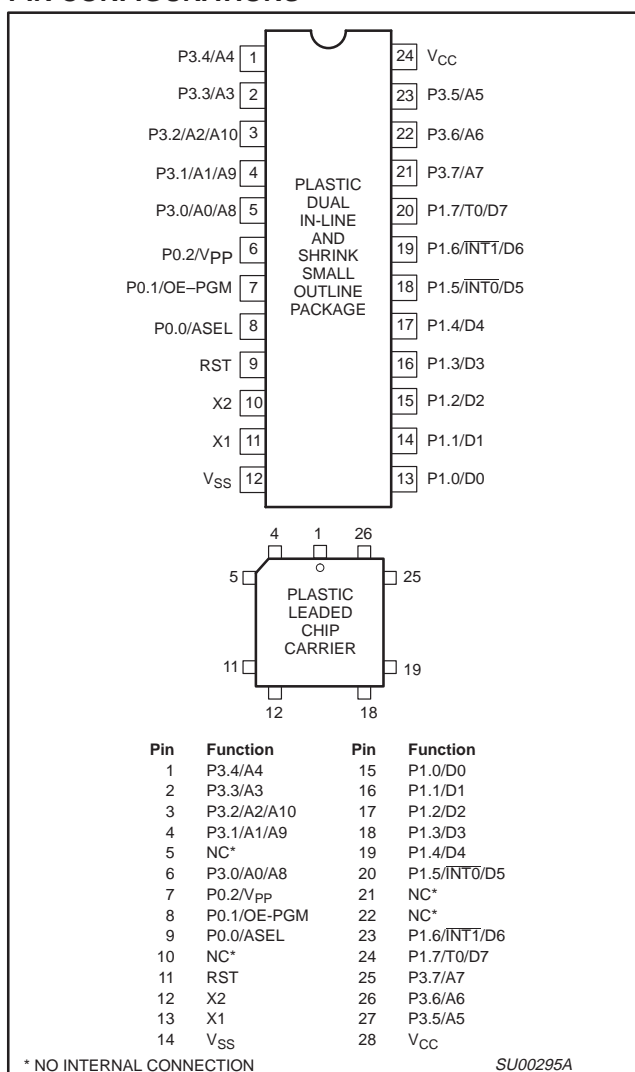 P3.4/A4 1 24 VCC
P3.3/A3 2 23 P3.5/A5
P3.2/A2/A10 3 22 P3.6/A6
P3.1/A1/A9 4 21 P3.7/A7
P3.0/A0/A8 5 20 P1.7/T0/D7
P0.2/VPP 6 19 P1.6/INT1/D6
P0.1/OE–PGM 7 18 P1.5/INT0/D5
P0.0/ASEL 8 17 P1.4/D4
RST 9 16 P1.3/D3
X2 10 15 P1.2/D2
X1 11 14 P1.1/D1
VSS 12 13 P1.0/D0
PLASTIC
DUAL
IN-LINE
AND
SHRINK
SMALL
OUTLINE
PACKAGE
4 1 26
5 25
PLASTIC
LEADED
CHIP
CARRIER
11 19
12 18
Pin Function Pin Function
1 P3.4/A4 15 P1.0/D0
2 P3.3/A3 16 P1.1/D1
3 P3.2/A2/A10 17 P1.2/D2
4 P3.1/A1/A9 18 P1.3/D3
5 NC* 19 P1.4/D4
6 P3.0/A0/A8 20 P1.5/INT0/D5
7 P0.2/VPP 21 NC*
8 P0.1/OE-PGM 22 NC*
9 P0.0/ASEL 23 P1.6/INT1/D6
10 NC* 24 P1.7/T0/D7
11 RST 25 P3.7/A7
12 X2 26 P3.6/A6
13 X1 27 P3.5/A5
14 VSS 28 VCC
* NO INTERNAL CONNECTION SU00295A